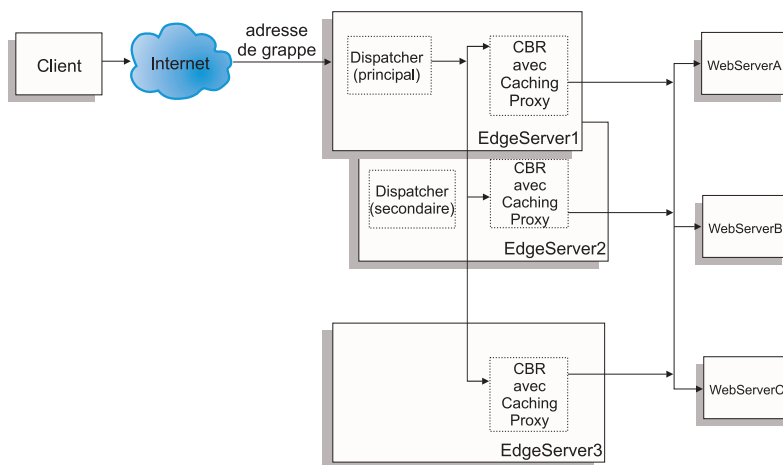 Client
Internet
adresse
de grappe
Dispatcher
(principal)
CBR
avec
Caching
Proxy
EdgeServer1
Dispatcher
(secondaire)
CBR
avec
Caching
Proxy
EdgeServer2
CBR
avec
Caching
Proxy
EdgeServer3
WebServerA
WebServerB
WebServerC